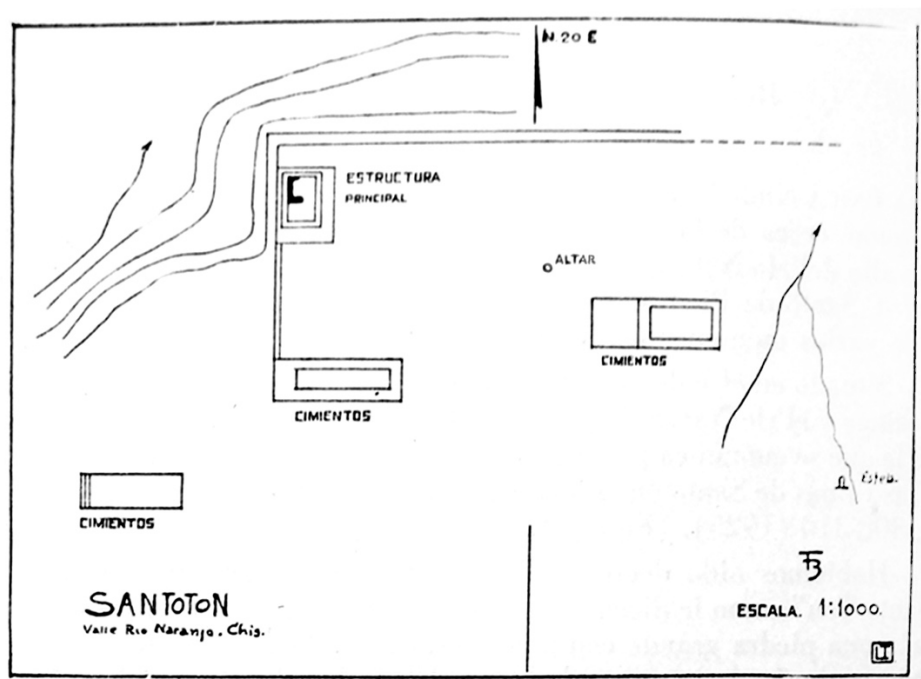 N. 20 E
ESTRUCTURA
PRINCIPAL
ALTAR
CIMIENTOS
CIMIENTOS
CIMIENTOS
Esteb.
SANTOTON
Valle Rio Naranjo. Chis.
ESCALA. 1:1000.